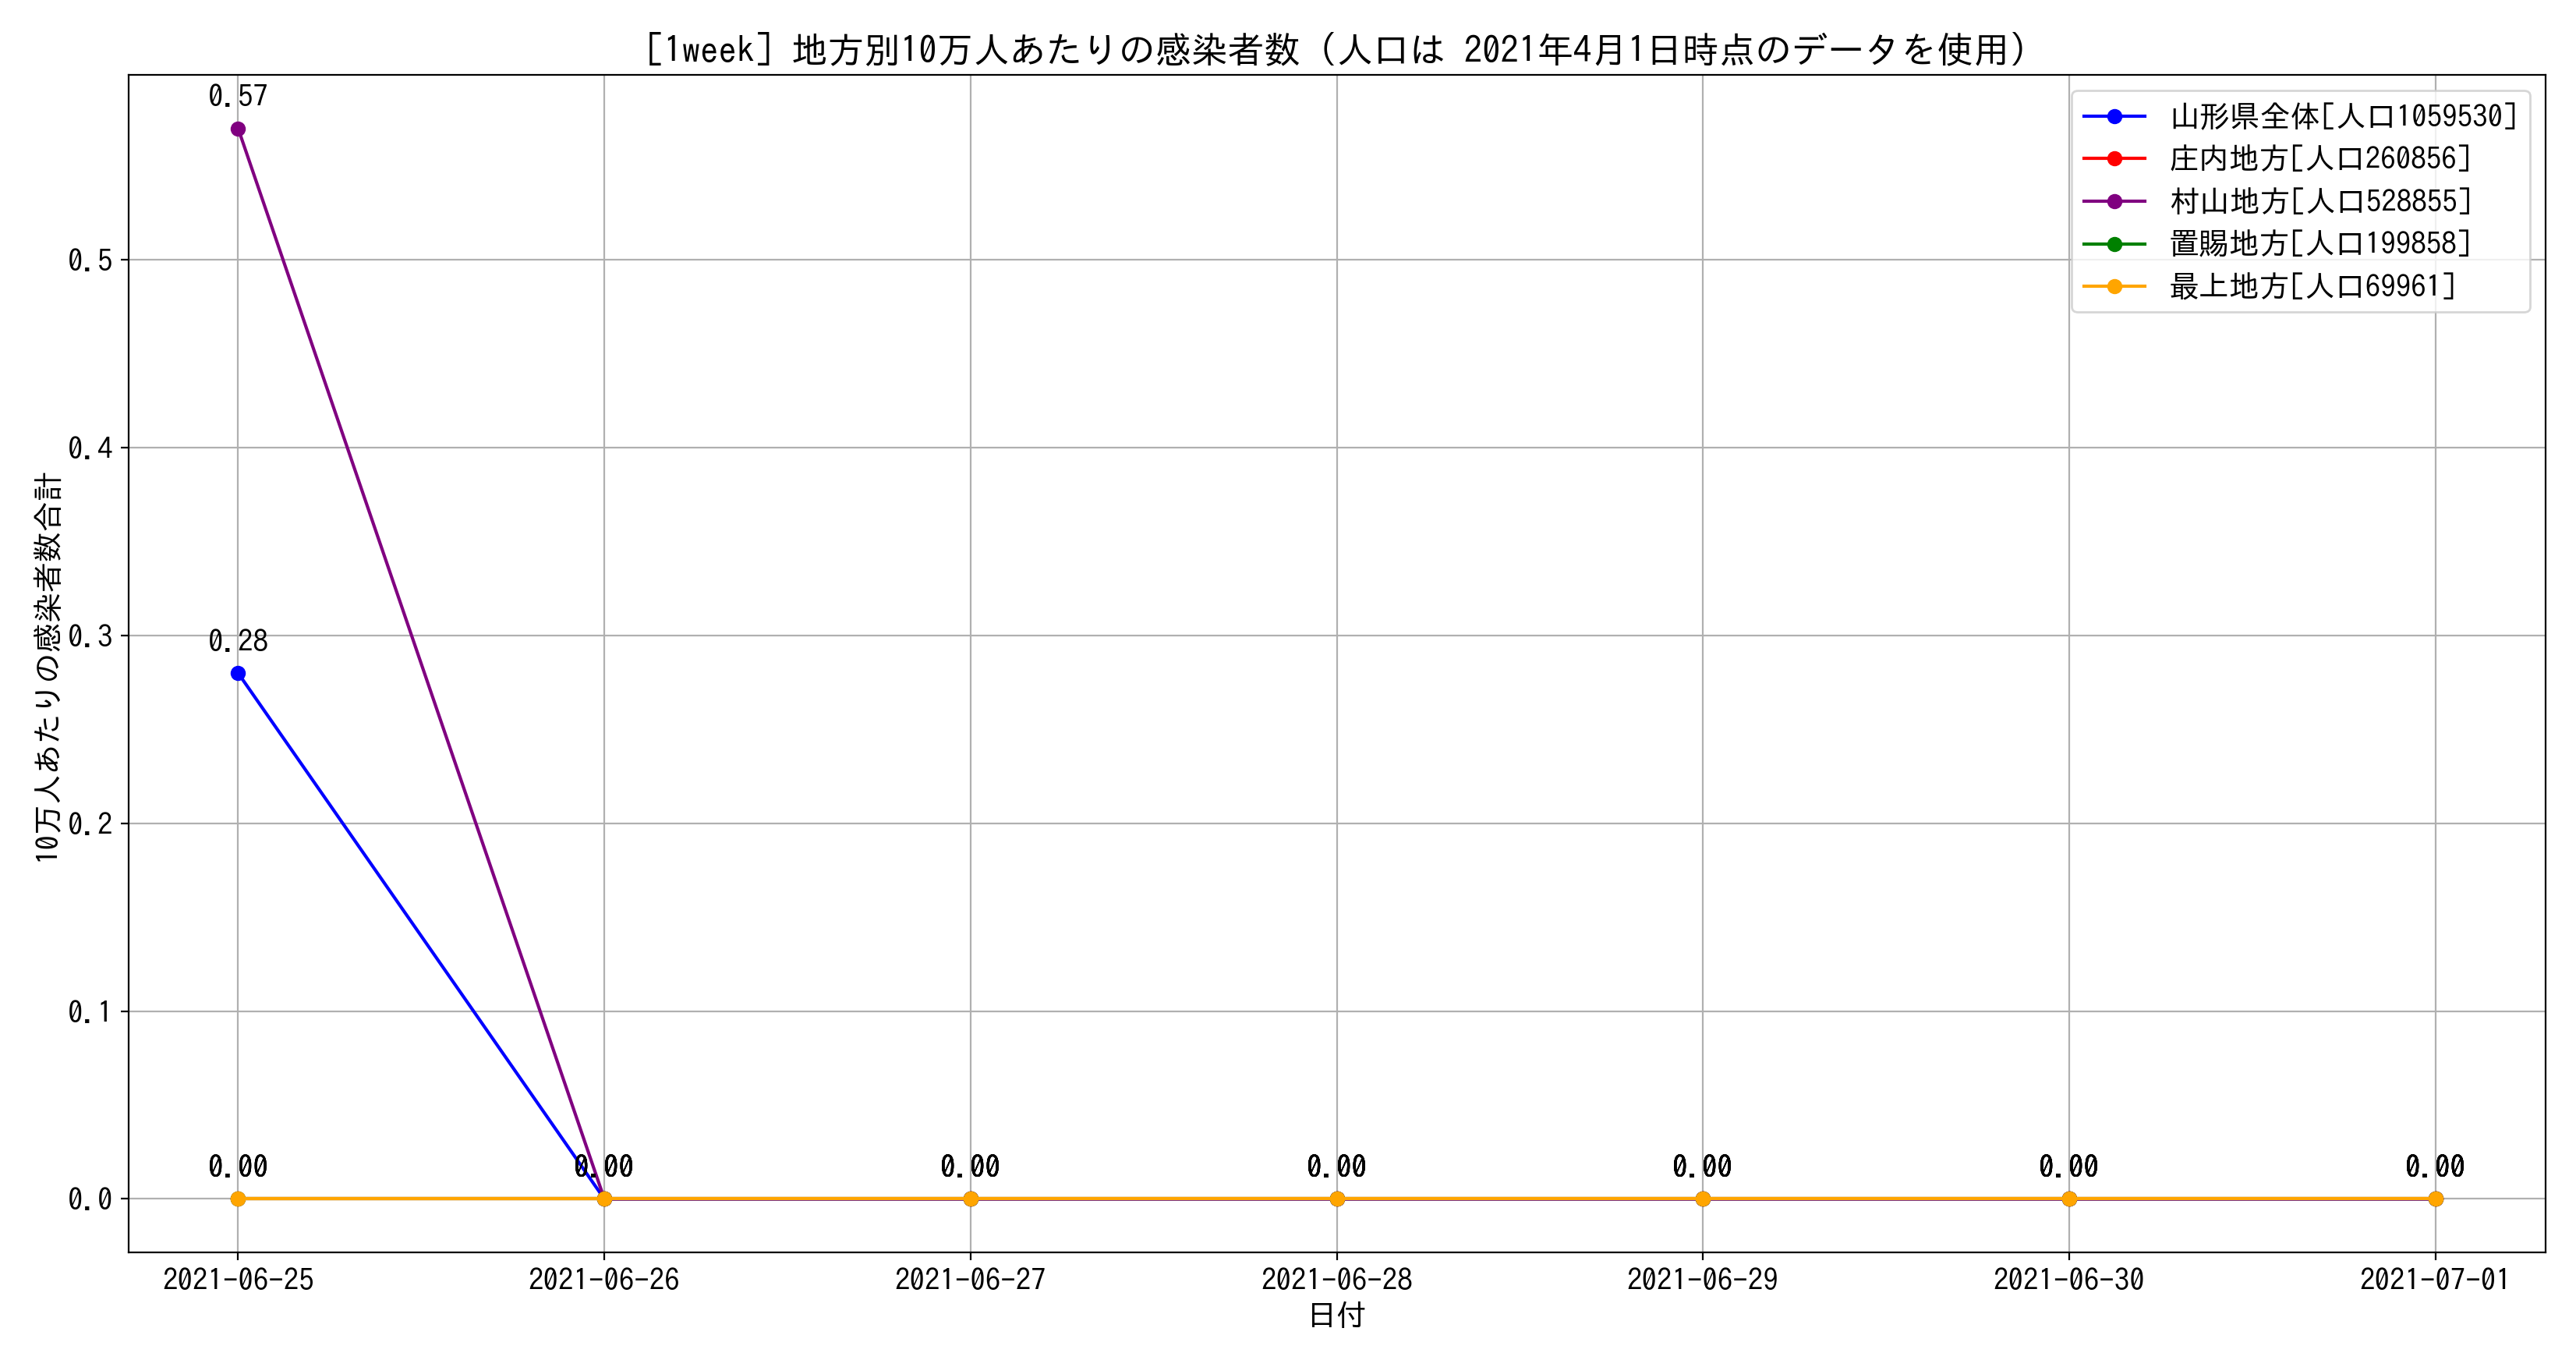 [1week] 地方別10万人あたりの感染者数 (人口は 2021年4月1日時点のデータを使用)
山形県全体[人口1059530]
庄内地方[人口260856]
村山地方[人口528855]
置賜地方[人口199858]
最上地方[人口69961]
10万人あたりの感染者数合計
0.5
0.4
0.3
0.2
0.1
0.0
0.57
0.28
0.00
0.00
0.00
0.00
0.00
0.00
0.00
2021-06-25
2021-06-26
2021-06-27
2021-06-28
2021-06-29
2021-06-30
2021-07-01
日付